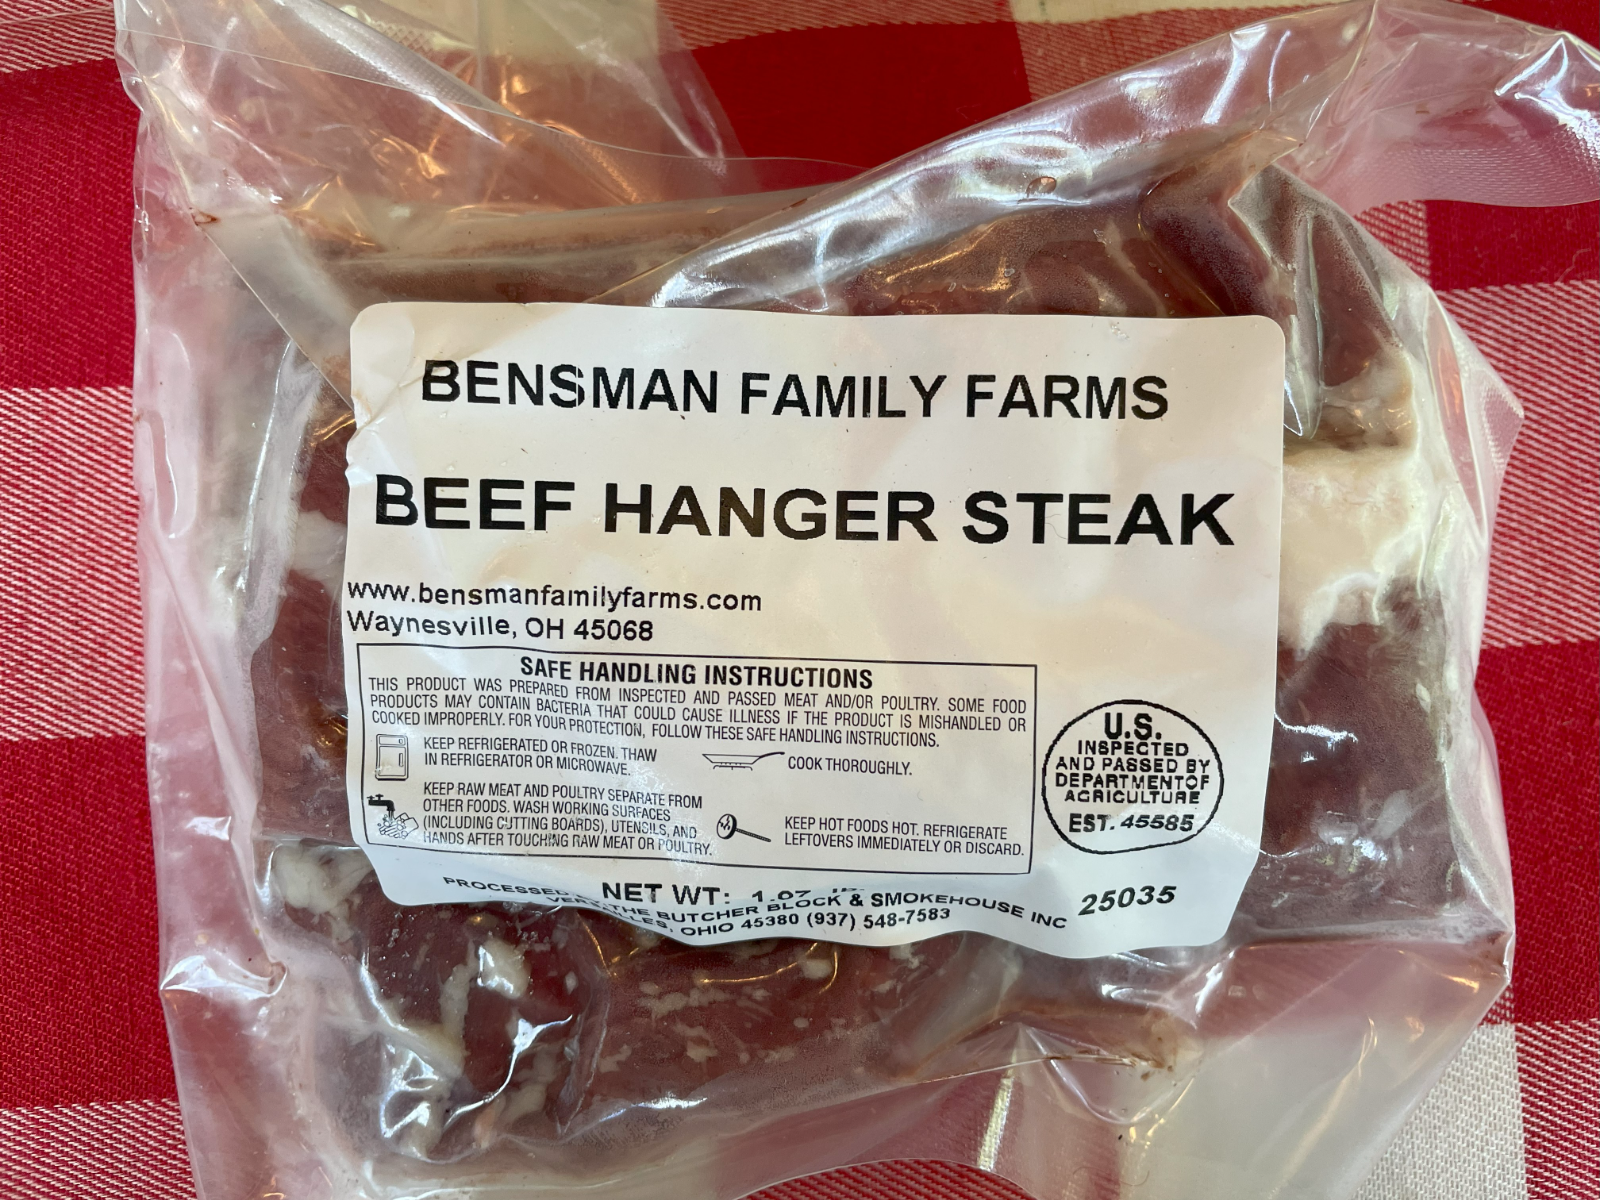 BENSMAN FAMILY FARMS
BEEF HANGER STEAK
www.bensmanfamilyfarms.com
Waynesville, OH 45068
SAFE HANDLING INSTRUCTIONS
THIS PRODUCT WAS PREPARED FROM INSPECTED AND PASSED MEAT AND/OR POULTRY. SOME FOOD
PRODUCTS MAY CONTAIN BACTERIA THAT COULD CAUSE ILLNESS IF THE PRODUCT IS MISHANDLED OR
COOKED IMPROPERLY. FOR YOUR PROTECTION, FOLLOW THESE SAFE HANDLING INSTRUCTIONS.
KEEP REFRIGERATED OR FROZEN. THAW
IN REFRIGERATOR OR MICROWAVE.
COOK THOROUGHLY.
KEEP RAW MEAT AND POULTRY SEPARATE FROM
OTHER FOODS. WASH WORKING SURFACES
(INCLUDING CUTTING BOARDS), UTENSILS, AND
HANDS AFTER TOUCHING RAW MEAT OR POULTRY.
KEEP HOT FOODS HOT. REFRIGERATE
LEFTOVERS IMMEDIATELY OR DISCARD.
U.S.
INSPECTED
AND PASSED BY
DEPARTMENT OF
AGRICULTURE
EST. 45585
NET WT: 1.07
PROCESSED THE BUTCHER BLOCK & SMOKEHOUSE INC
OHIO 45380 (937) 548-7583
25035